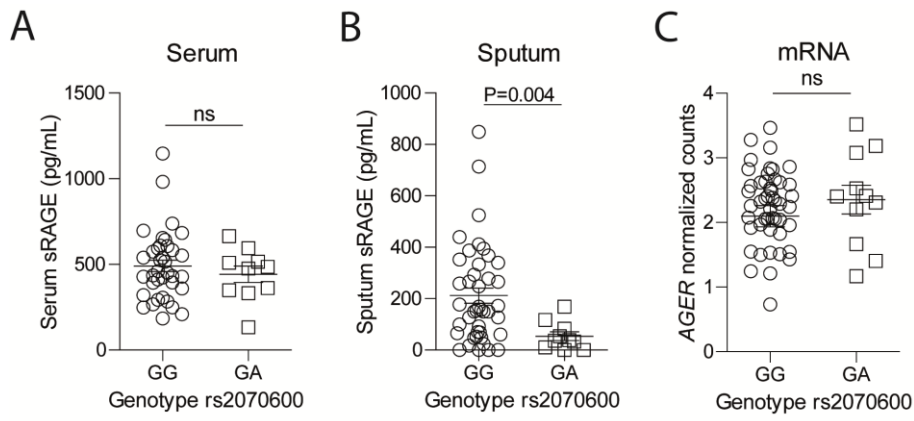 A
Serum
Serum sRAGE (pg/mL)
1500
1000
500
0
ns
GG
GA
Genotype rs2070600
B
Sputum
Sputum sRAGE (pg/mL)
1000
800
600
400
200
0
P=0.004
GG
GA
Genotype rs2070600
C
mRNA
AGER normalized counts
4
3
2
1
0
ns
GG
GA
Genotype rs2070600